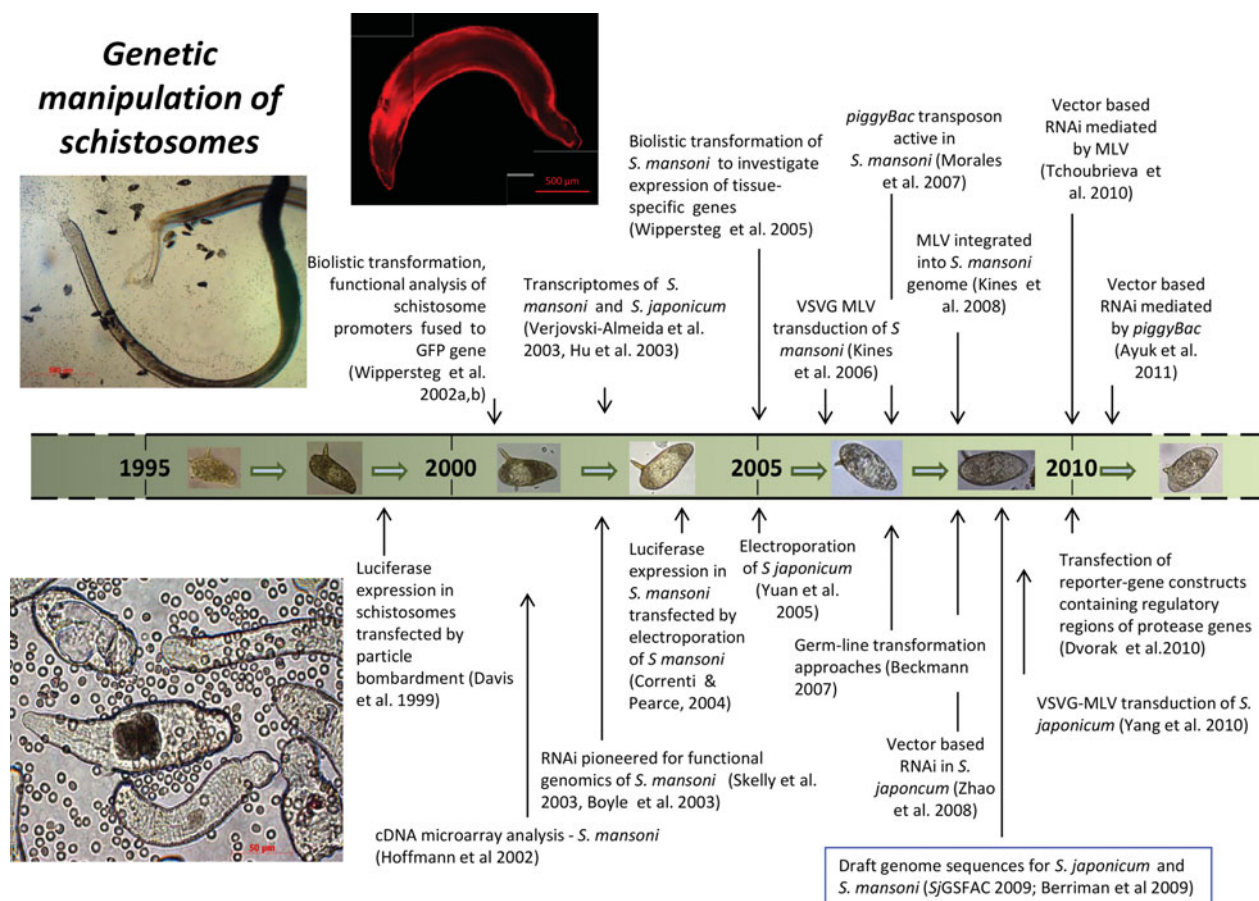 Genetic
manipulation of
schistosomes
500 µm
Biolistic transformation,
functional analysis of
schistosome
promoters fused to
GFP gene
(Wippersteg et al.
2002a,b)
Transcriptomes of S.
mansoni and S. japonicum
(Verjovski-Almeida et al.
2003, Hu et al. 2003)
Biolistic transformation of
S. mansoni to investigate
expression of tissue-
specific genes
(Wippersteg et al. 2005)
VSVG MLV
transduction of S
mansoni (Kines
et al. 2006)
piggyBac transposon
active in
S. mansoni (Morales
et al. 2007)
MLV integrated
into S. mansoni
genome (Kines et
al. 2008)
Vector based
RNAi mediated
by MLV
(Tchoubrieva et
al. 2010)
Vector based
RNAi mediated
by piggyBac
(Ayuk et al.
2011)
1995
2000
2005
2010
Luciferase
expression in
schistosomes
transfected by
particle
bombardment (Davis
et al. 1999)
cDNA microarray analysis - S. mansoni
(Hoffmann et al 2002)
RNAi pioneered for functional
genomics of S. mansoni (Skelly et al.
2003, Boyle et al. 2003)
Luciferase
expression in
S. mansoni
transfected by
electroporation
of S mansoni
(Correnti &
Pearce, 2004)
Electroporation
of S japonicum
(Yuan et al.
2005)
Germ-line transformation
approaches (Beckmann
2007)
Vector based
RNAi in S.
japoncum (Zhao
et al. 2008)
Draft genome sequences for S. japonicum and
S. mansoni (SjGSFAC 2009; Berriman et al 2009)
VSVG-MLV transduction of S.
japonicum (Yang et al. 2010)
Transfection of
reporter-gene constructs
containing regulatory
regions of protease genes
(Dvorak et al.2010)
50 µm